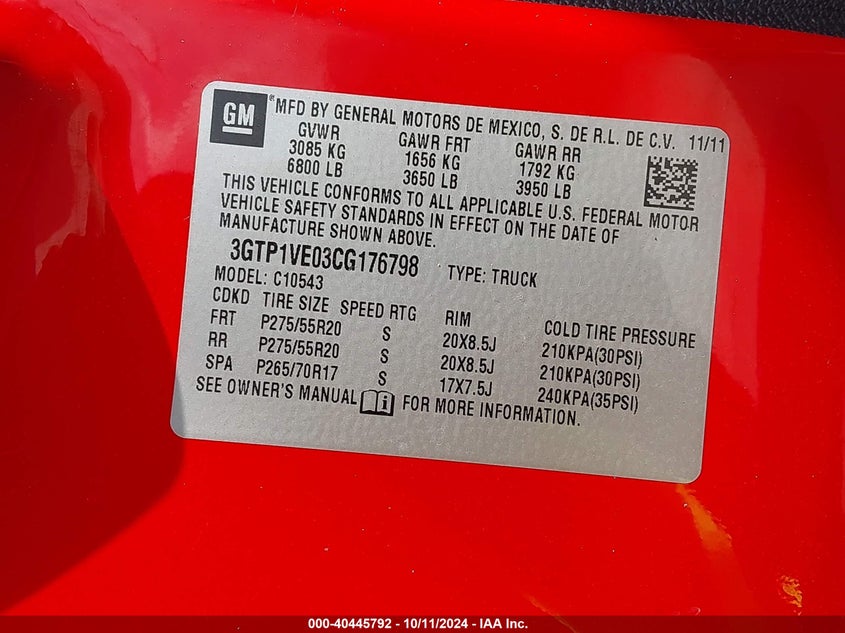 GM ® MFD BY GENERAL MOTORS DE MEXICO, S. DE R.L. DE C.V. 11/11
GVWR GAWR FRT GAWR RR
3085 KG 1656 KG 1792 KG
6800 LB 3650 LB 3950 LB
THIS VEHICLE CONFORMS TO ALL APPLICABLE U.S. FEDERAL MOTOR
VEHICLE SAFETY STANDARDS IN EFFECT ON THE DATE OF
MANUFACTURE SHOWN ABOVE.
3GTP1VE03CG176798 TYPE: TRUCK
MODEL: C10543
CDKD TIRE SIZE SPEED RTG RIM COLD TIRE PRESSURE
FRT P275/55R20 S 20X8.5J 210KPA(30PSI)
RR P275/55R20 S 20X8.5J 210KPA(30PSI)
SPA P265/70R17 S 17X7.5J 240KPA(35PSI)
SEE OWNER'S MANUAL i FOR MORE INFORMATION.
000-40445792 - 10/11/2024 - IAA Inc.